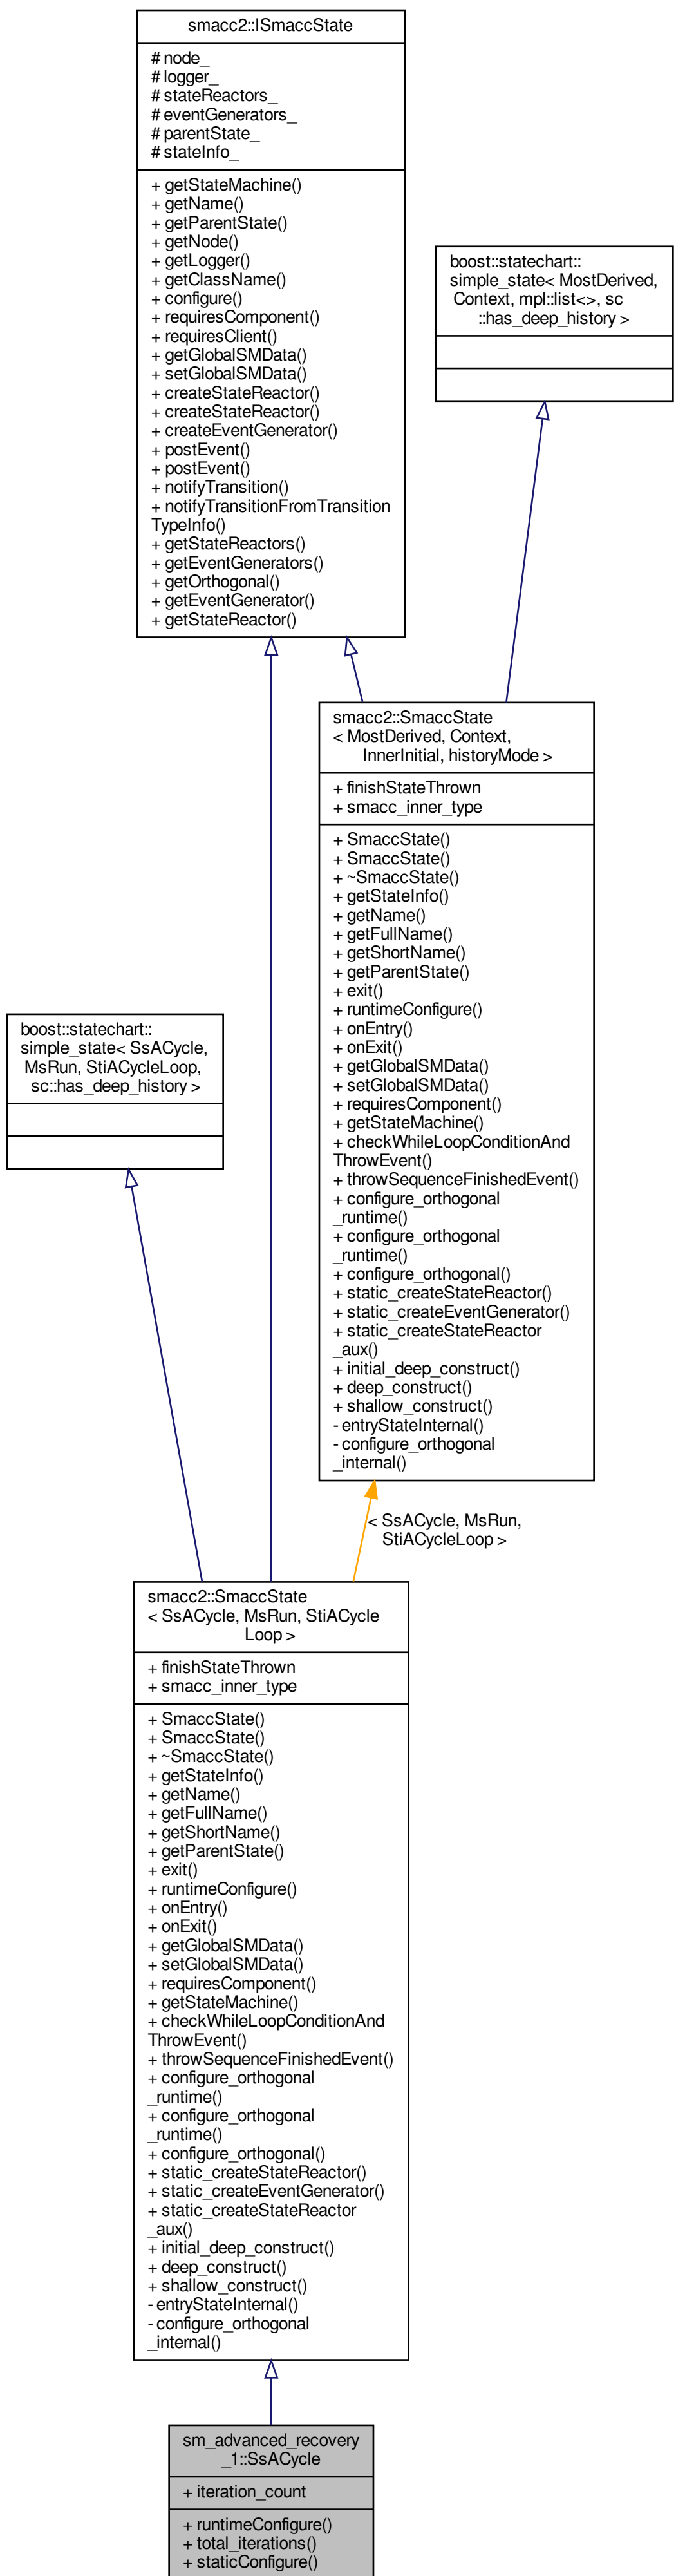 smacc2::ISmaccState
# node_
# logger_
# stateReactors_
# eventGenerators_
# parentState_
# stateInfo_
+ getStateMachine()
+ getName()
+ getParentState()
+ getNode()
+ getLogger()
+ getClassName()
+ configure()
+ requiresComponent()
+ requiresClient()
+ getGlobalSMData()
+ setGlobalSMData()
+ createStateReactor()
+ createStateReactor()
+ createEventGenerator()
+ postEvent()
+ postEvent()
+ notifyTransition()
+ notifyTransitionFromTransition
TypeInfo()
+ getStateReactors()
+ getEventGenerators()
+ getOrthogonal()
+ getEventGenerator()
+ getStateReactor()
boost::statechart::
simple_state< MostDerived,
Context, mpl::list<>, sc
::has_deep_history >
smacc2::SmaccState
< MostDerived, Context,
InnerInitial, historyMode >
+ finishStateThrown
+ smacc_inner_type
+ SmaccState()
+ SmaccState()
+ ~SmaccState()
+ getStateInfo()
+ getName()
+ getFullName()
+ getShortName()
+ getParentState()
+ exit()
+ runtimeConfigure()
+ onEntry()
+ onExit()
+ getGlobalSMData()
+ setGlobalSMData()
+ requiresComponent()
+ getStateMachine()
+ checkWhileLoopConditionAnd
ThrowEvent()
+ throwSequenceFinishedEvent()
+ configure_orthogonal
_runtime()
+ configure_orthogonal
_runtime()
+ configure_orthogonal()
+ static_createStateReactor()
+ static_createEventGenerator()
+ static_createStateReactor
_aux()
+ initial_deep_construct()
+ deep_construct()
+ shallow_construct()
- entryStateInternal()
- configure_orthogonal
_internal()
boost::statechart::
simple_state< SsACycle,
MsRun, StiACycleLoop,
sc::has_deep_history >
< SsACycle, MsRun,
StiACycleLoop >
smacc2::SmaccState
< SsACycle, MsRun, StiACycle
Loop >
+ finishStateThrown
+ smacc_inner_type
+ SmaccState()
+ SmaccState()
+ ~SmaccState()
+ getStateInfo()
+ getName()
+ getFullName()
+ getShortName()
+ getParentState()
+ exit()
+ runtimeConfigure()
+ onEntry()
+ onExit()
+ getGlobalSMData()
+ setGlobalSMData()
+ requiresComponent()
+ getStateMachine()
+ checkWhileLoopConditionAnd
ThrowEvent()
+ throwSequenceFinishedEvent()
+ configure_orthogonal
_runtime()
+ configure_orthogonal
_runtime()
+ configure_orthogonal()
+ static_createStateReactor()
+ static_createEventGenerator()
+ static_createStateReactor
_aux()
+ initial_deep_construct()
+ deep_construct()
+ shallow_construct()
- entryStateInternal()
- configure_orthogonal
_internal()
sm_advanced_recovery
_1::SsACycle
+ iteration_count
+ runtimeConfigure()
+ total_iterations()
+ staticConfigure()